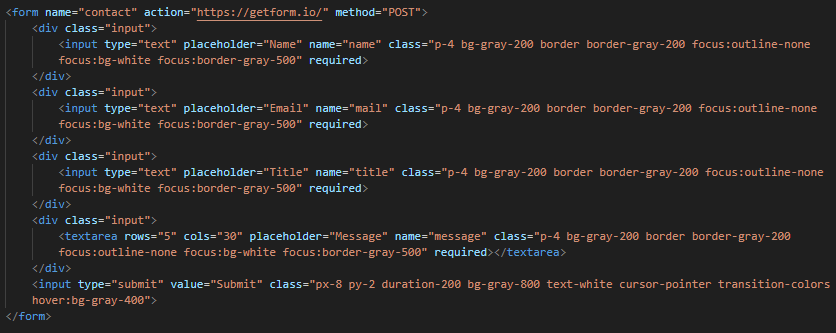 <form name="contact" action="https://getform.io/" method="POST">
<div class="input">
<input type="text" placeholder="Name" name="name" class="p-4 bg-gray-200 border border-gray-200 focus:outline-none
focus:bg-white focus:border-gray-500" required>
</div>
<div class="input">
<input type="text" placeholder="Email" name="mail" class="p-4 bg-gray-200 border border-gray-200 focus:outline-none
focus:bg-white focus:border-gray-500" required>
</div>
<div class="input">
<input type="text" placeholder="Title" name="title" class="p-4 bg-gray-200 border border-gray-200 focus:outline-none
focus:bg-white focus:border-gray-500" required>
</div>
<div class="input">
<textarea rows="5" cols="30" placeholder="Message" name="message" class="p-4 bg-gray-200 border border-gray-200
focus:outline-none focus:bg-white focus:border-gray-500" required></textarea>
</div>
<input type="submit" value="Submit" class="px-8 py-2 duration-200 bg-gray-800 text-white cursor-pointer transition-colors
hover:bg-gray-400">
</form>